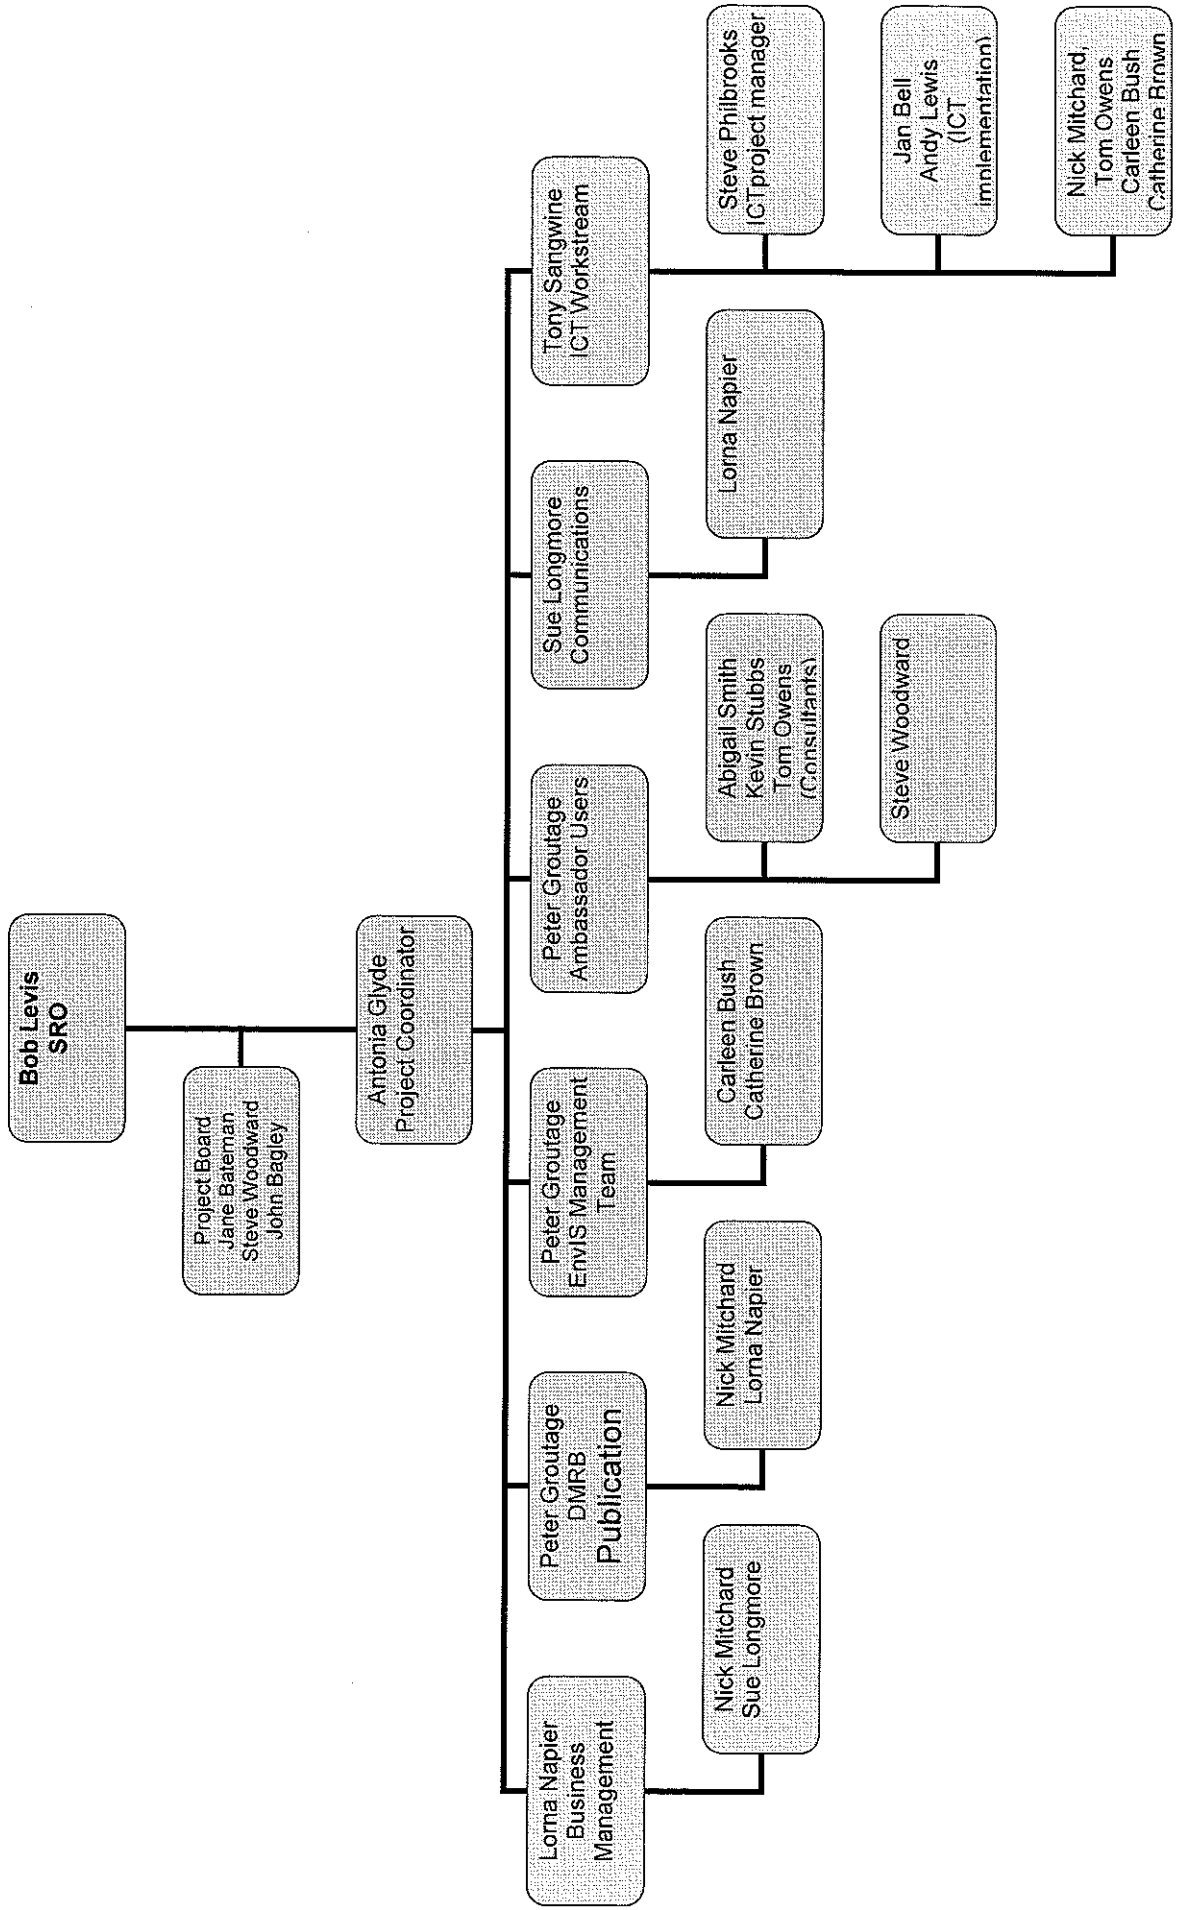 Bob Levis
SRO
Project Board
Jane Bateman
Steve Woodward
John Bagley
Antonia Glyde
Project Coordinator
Lorna Napier
Business
Management
Peter Groutage
DMRB
Publication
Peter Groutage
EnvIS Management
Team
Peter Groutage
Ambassador Users
Sue Longmore
Communications
Tony Sangwine
ICT Workstream
Nick Mitchard
Sue Longmore
Nick Mitchard
Lorna Napier
Carleen Bush
Catherine Brown
Abigail Smith
Kevin Stubbs
Tom Owens
(Consultants)
Lorna Napier
Steve Philbrooks
ICTproject manager
Steve Woodward
Jan Bell
Andy Lewis
(ICT
implementation)
Nick Mitchard,
Tom Owens
Carleen Bush
Catherine Brown